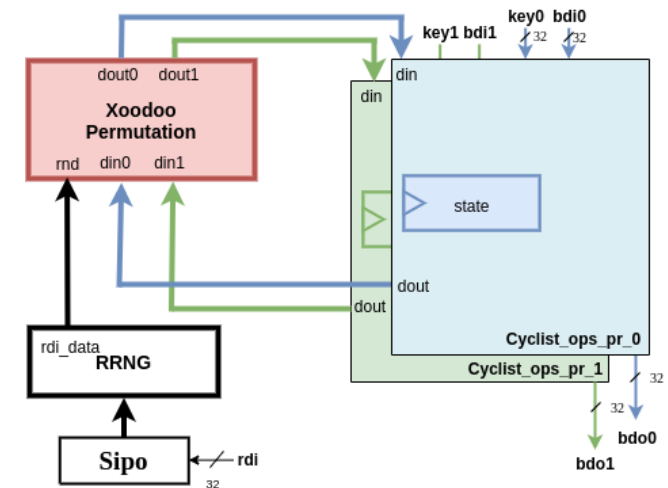 key0 bdi0
key1 bdi1
32
32
dout0 dout1
din
din
Xoodoo
Permutation
rnd din0 din1
state
dout
dout
Cyclist_ops_pr_0
rdi_data
RRNG
Cyclist_ops_pr_1
32
32
bdo0
Sipo
rdi
bdo1
32